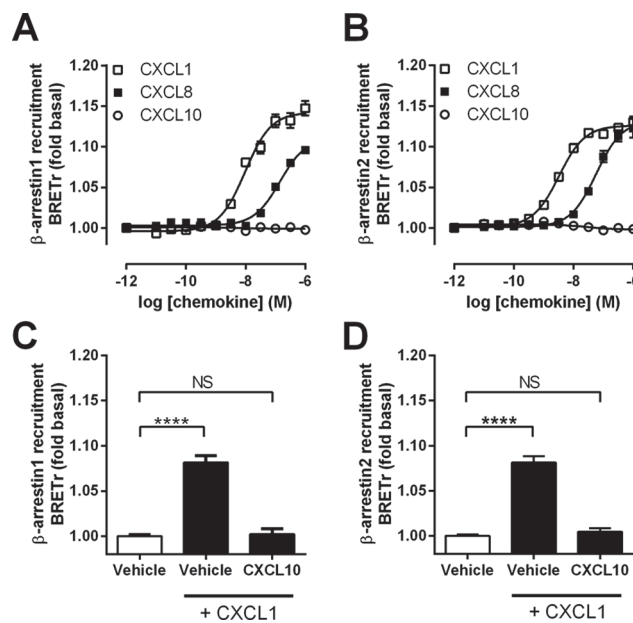 A
β-arrestin1 recruitment
BRETr (fold basal)
1.20
1.15
1.10
1.05
1.00
CXCL1
CXCL8
CXCL10
-12
-10
-8
-6
log [chemokine] (M)
B
β-arrestin2 recruitment
BRETr (fold basal)
1.20
1.15
1.10
1.05
1.00
CXCL1
CXCL8
CXCL10
-12
-10
-8
log [chemokine] (M)
C
β-arrestin1 recruitment
BRETr (fold basal)
1.20
1.15
1.10
1.05
1.00
NS
****
Vehicle
Vehicle
CXCL10
+ CXCL1
D
β-arrestin2 recruitment
BRETr (fold basal)
1.20
1.15
1.10
1.05
1.00
NS
****
Vehicle
Vehicle
CXCL10
+ CXCL1